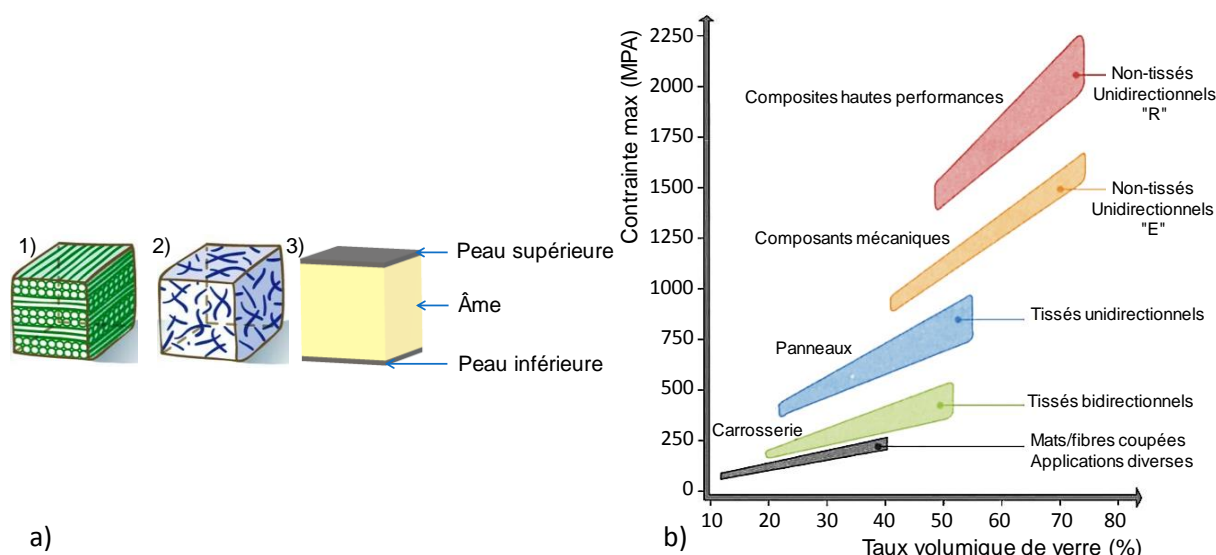 1)
2)
3)
Peau supérieure
Âme
Peau inférieure
a)
Contrainte max (MPA)
2250
2000
1750
1500
1250
1000
750
500
250
0
10
20
30
40
50
60
70
80
Taux volumique de verre (%)
Composites hautes performances
Non-tissés
Unidirectionnels
"R"
Composants mécaniques
Non-tissés
Unidirectionnels
"E"
Panneaux
Tissés unidirectionnels
Carrosserie
Tissés bidirectionnels
Mats/fibres coupées
Applications diverses
b)